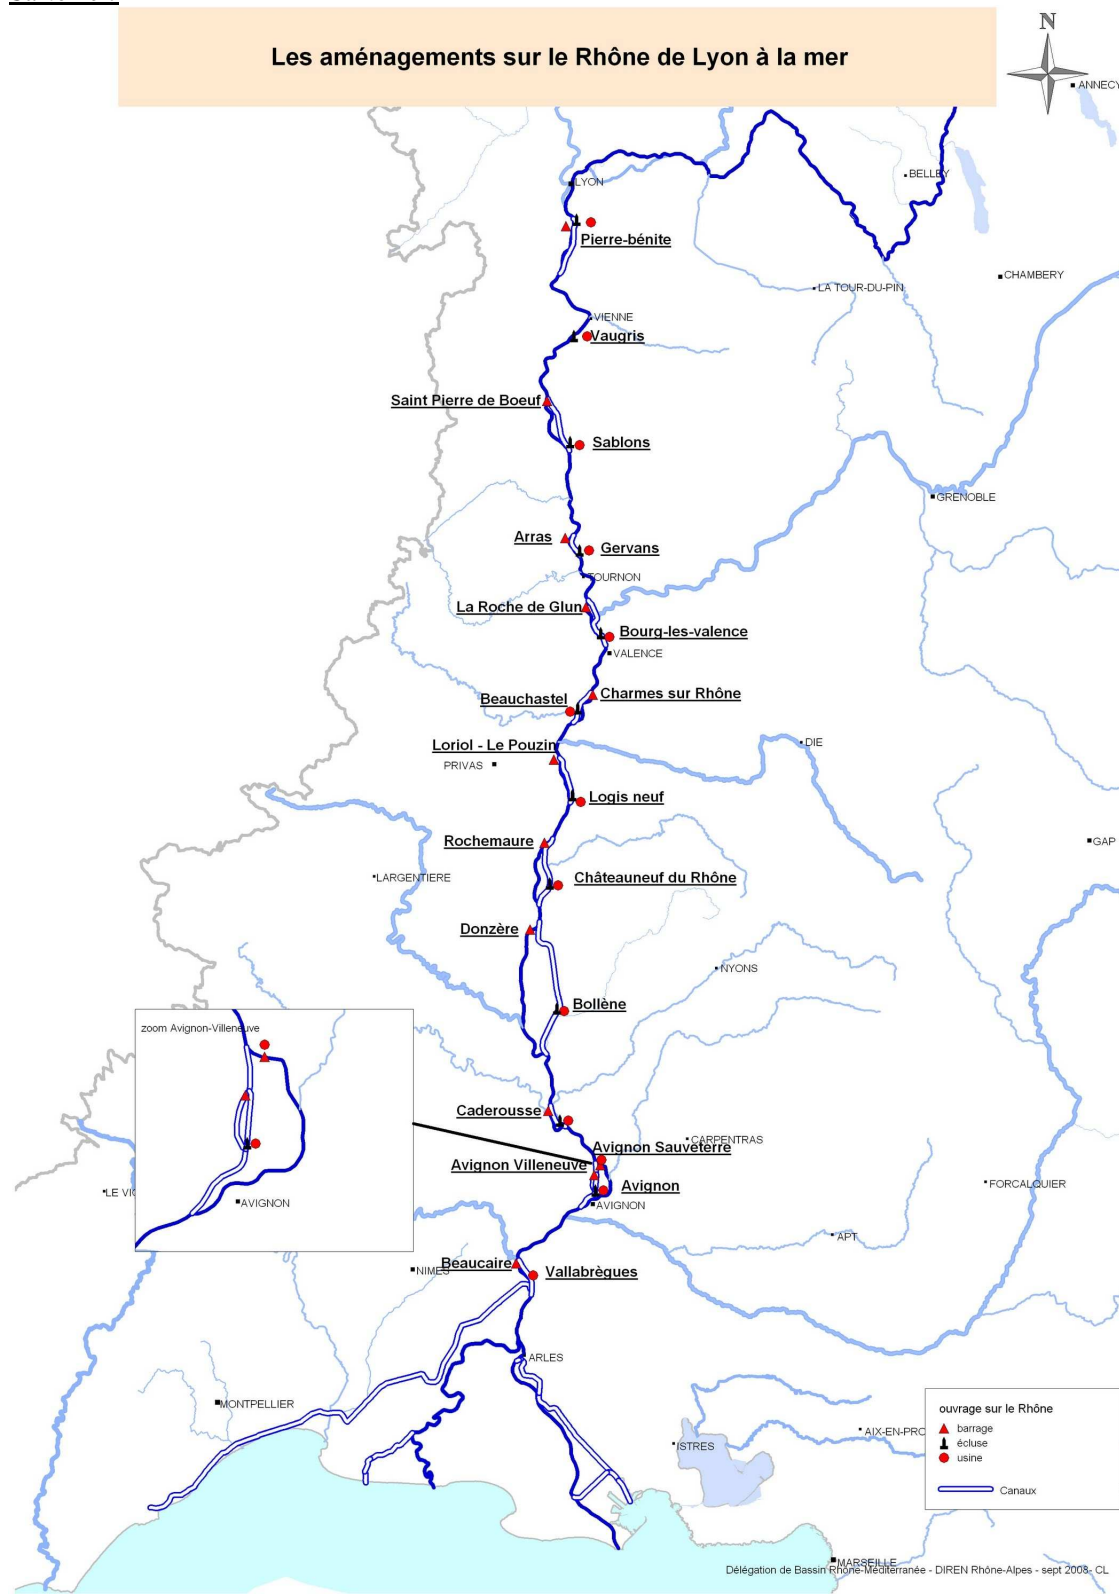 Les aménagements sur le Rhône de Lyon à la mer
N
ANNECY
BELLEY
LYON
Pierre-bénite
CHAMBERY
LA TOUR-DU-PIN
VIENNE
Vaugris
Saint Pierre de Boeuf
Sablons
GRENOBLE
Arras
Gervans
TOURNON
La Roche de Glun
Bourg-les-valence
VALENCE
Beauchastel
Charmes sur Rhône
Loriol - Le Pouzin
DIE
PRIVAS
Logis neuf
Rochemaure
GAP
LARGENTIERE
Châteauneuf du Rhône
Donzère
NYONS
Bollène
zoom Avignon-Villeneuve
Caderousse
CARPENTRAS
Avignon Sauveterre
Avignon Villeneuve
Avignon
FORCALQUIER
LE VI
AVIGNON
AVIGNON
APT
Beaucaire
NIMES
Vallabrègues
ARLES
MONTPELLIER
ouvrage sur le Rhône
barrage
écluse
usine
Canaux
AIX-EN-PRO
ISTRES
MARSEILLE
Délégation de Bassin Rhône-Méditerranée - DIREN Rhône-Alpes - sept 2008- CL